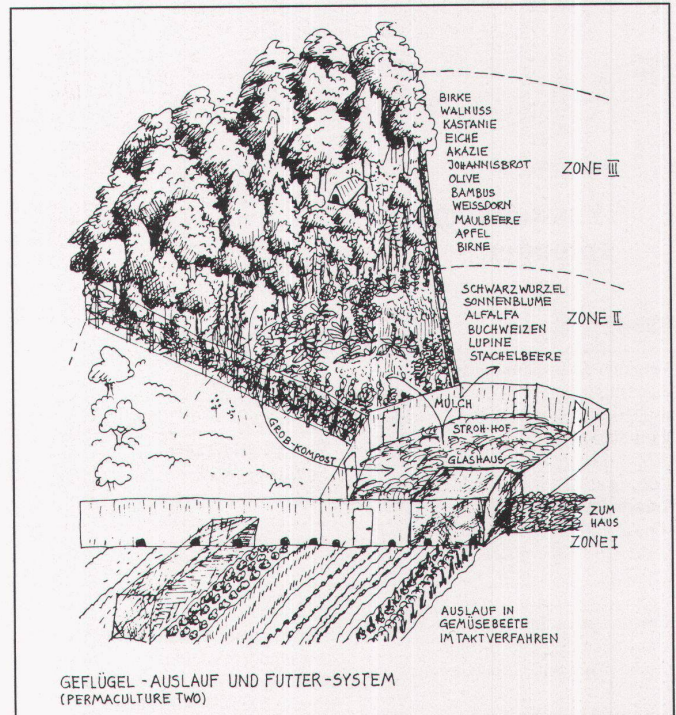 BIRKE
WALNUSS
KASTANIE
EICHE
AKAZIE
JOHANNISBROT
OLIVE
BAMBUS
WEISSDORN
MAULBEERE
APFEL
BIRNE
ZONE III
SCHWARZWURZEL
SONNENBLUME
ALFALFA
BUCHWEIZEN
LUPINE
STACHELBEERE
ZONE II
MULCH
STROH-HOF-
GLASHAUS
GROB-KOMPOST
ZUM
HAUS
ZONE I
AUSLAUF IN
GEMÜSEBEETE
IM TAKTVERFAHREN
GEFLÜGEL-AUSLAUF UND FUTTER-SYSTEM
(PERMACULTURE TWO)